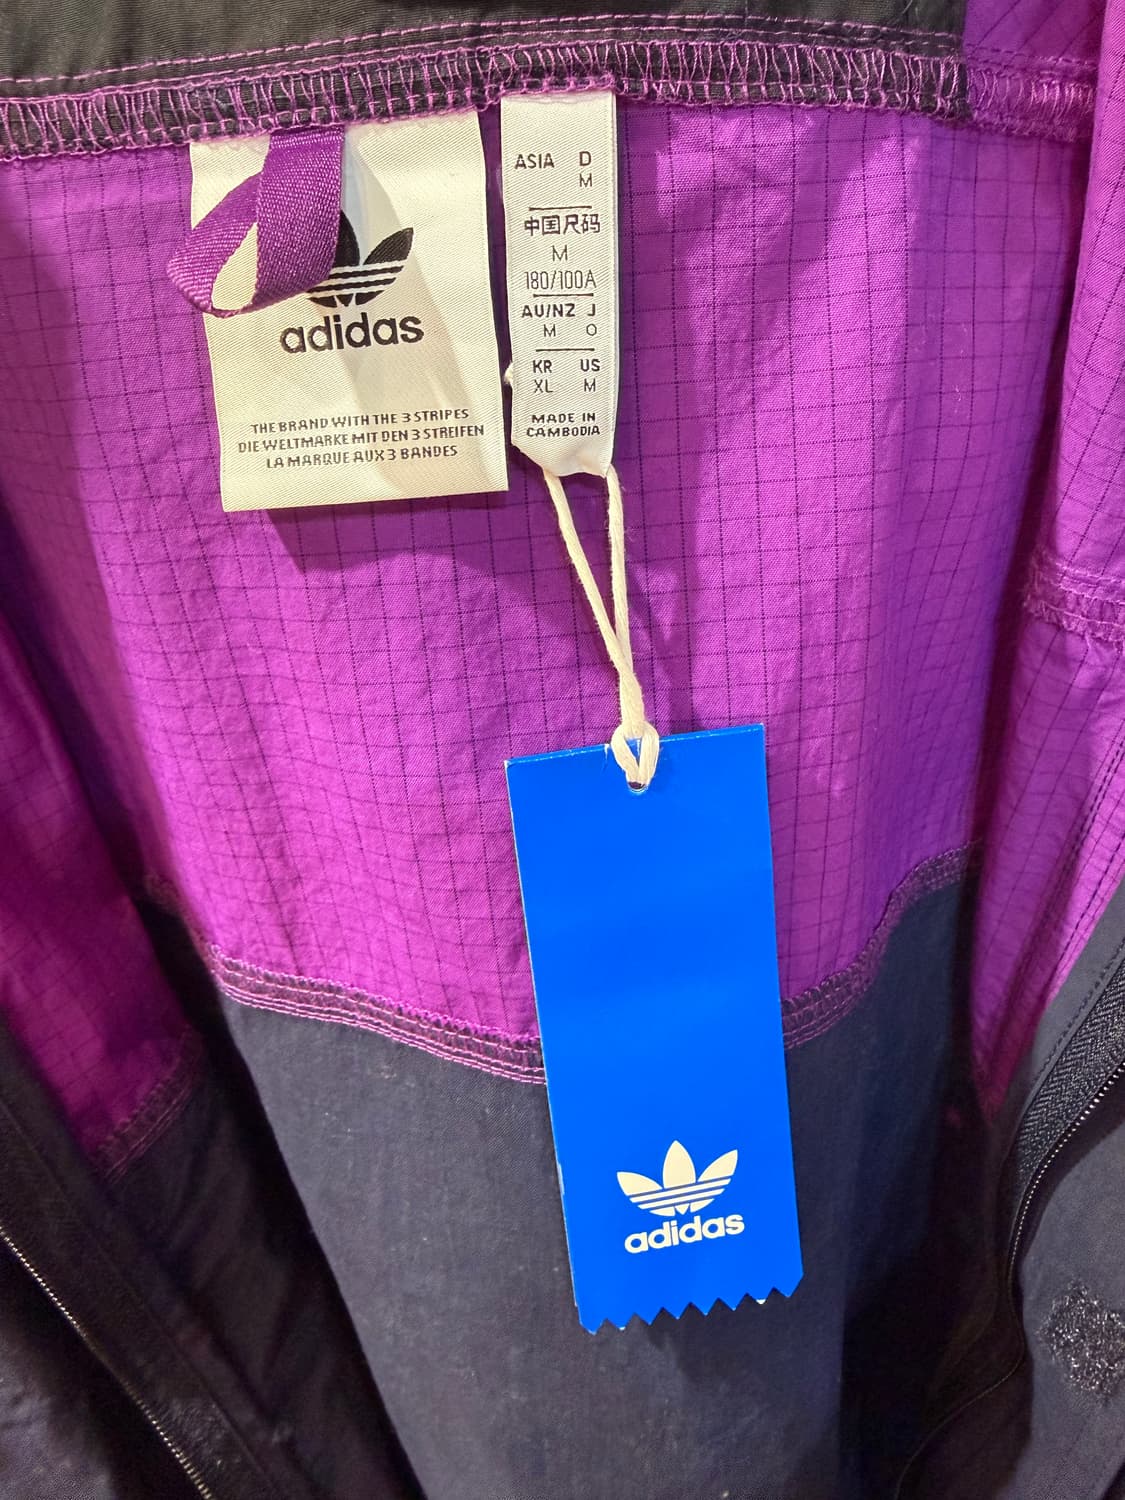 adidas
THE BRAND WITH THE 3 STRIPES
DIE WELTMARKE MIT DEN 3 STREIFEN
LA MARQUE AUX 3 BANDES
ASIA D
M
中国尺码
M
180/100A
AU/NZ J
M O
KR US
XL M
MADE IN
CAMBODIA
adidas